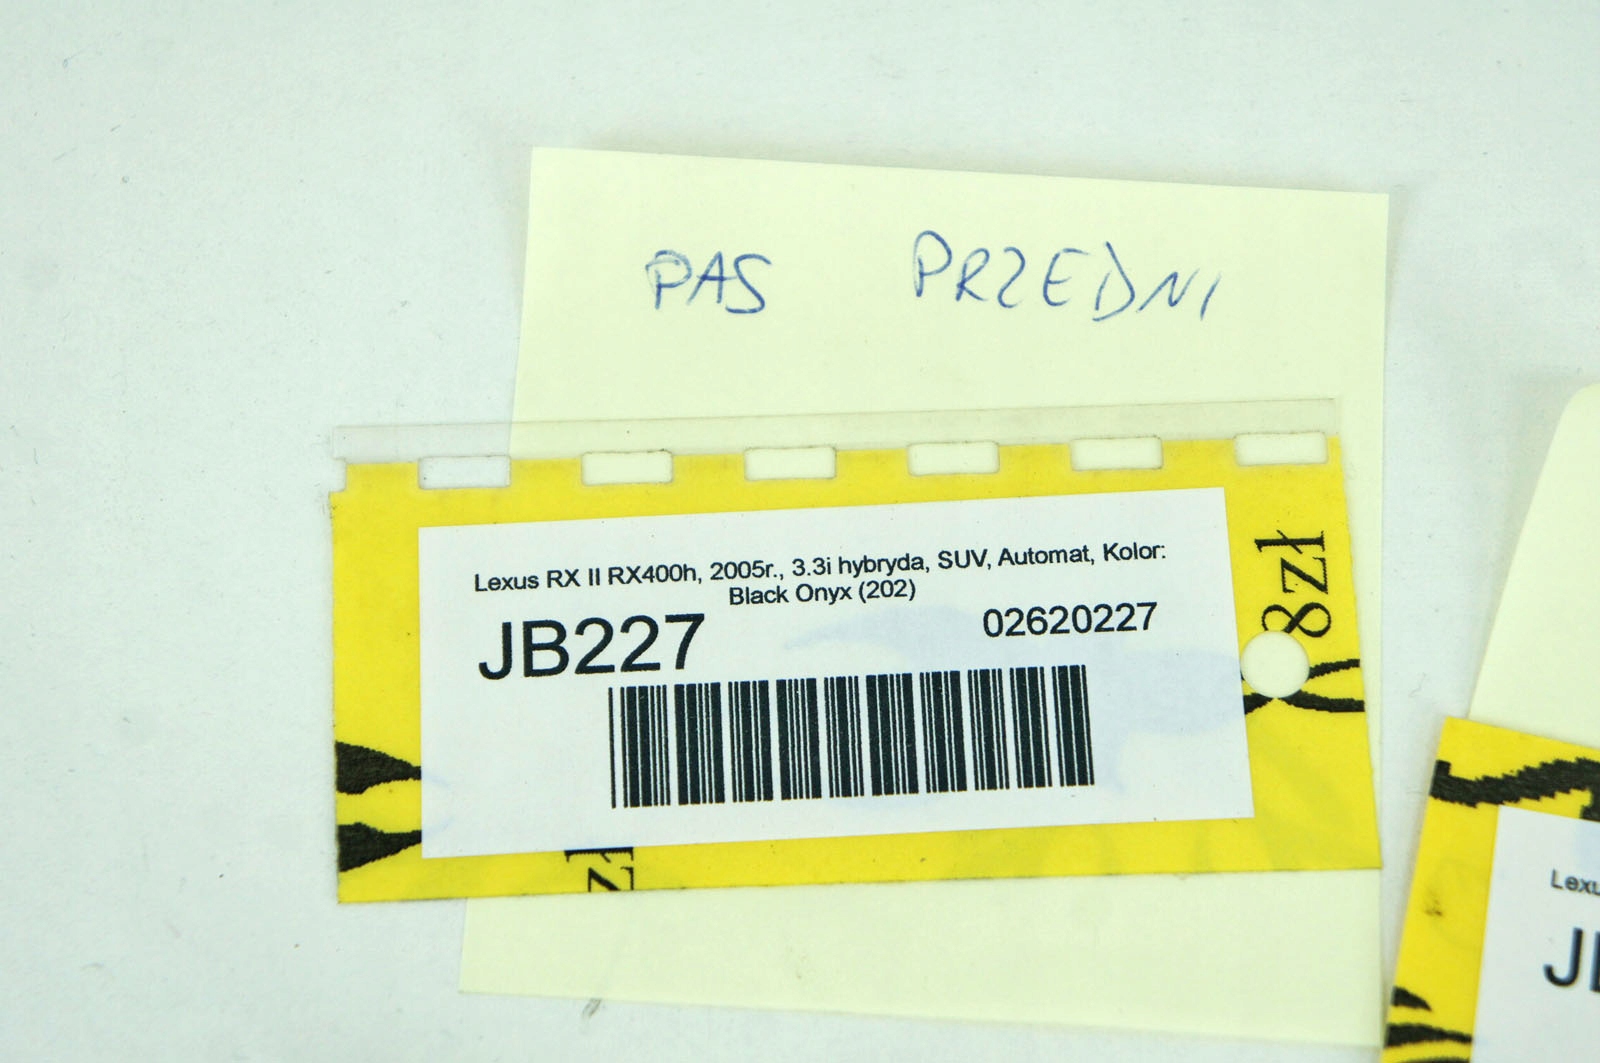 PAS PRZEDNI
8zł
Lexus RX II RX400h, 2005r., 3.3i hybryda, SUV, Automat, Kolor:
Black Onyx (202)
JB227
02620227